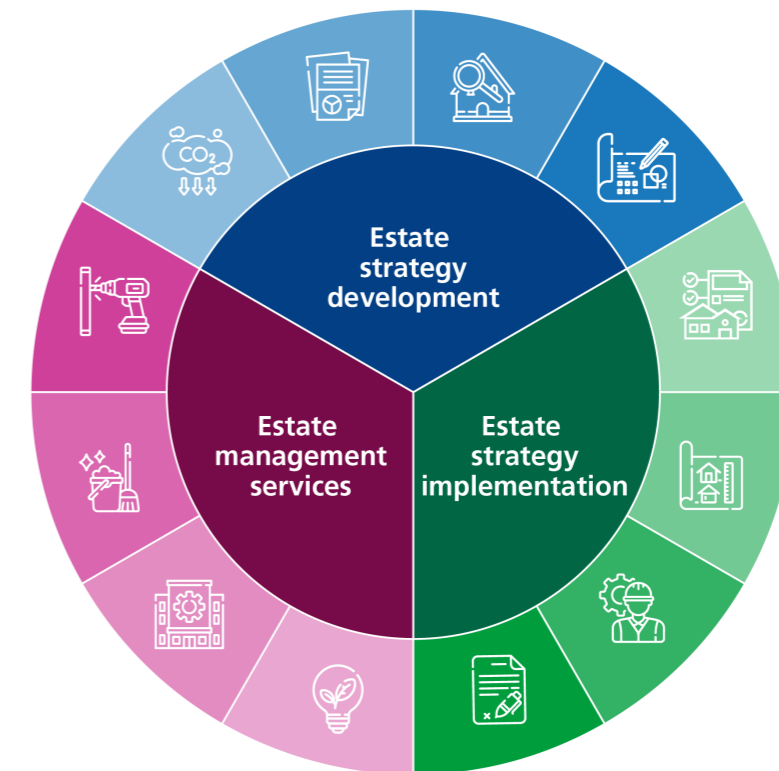 CO₂
Estate
strategy
development
Estate
management
services
Estate
strategy
implementation